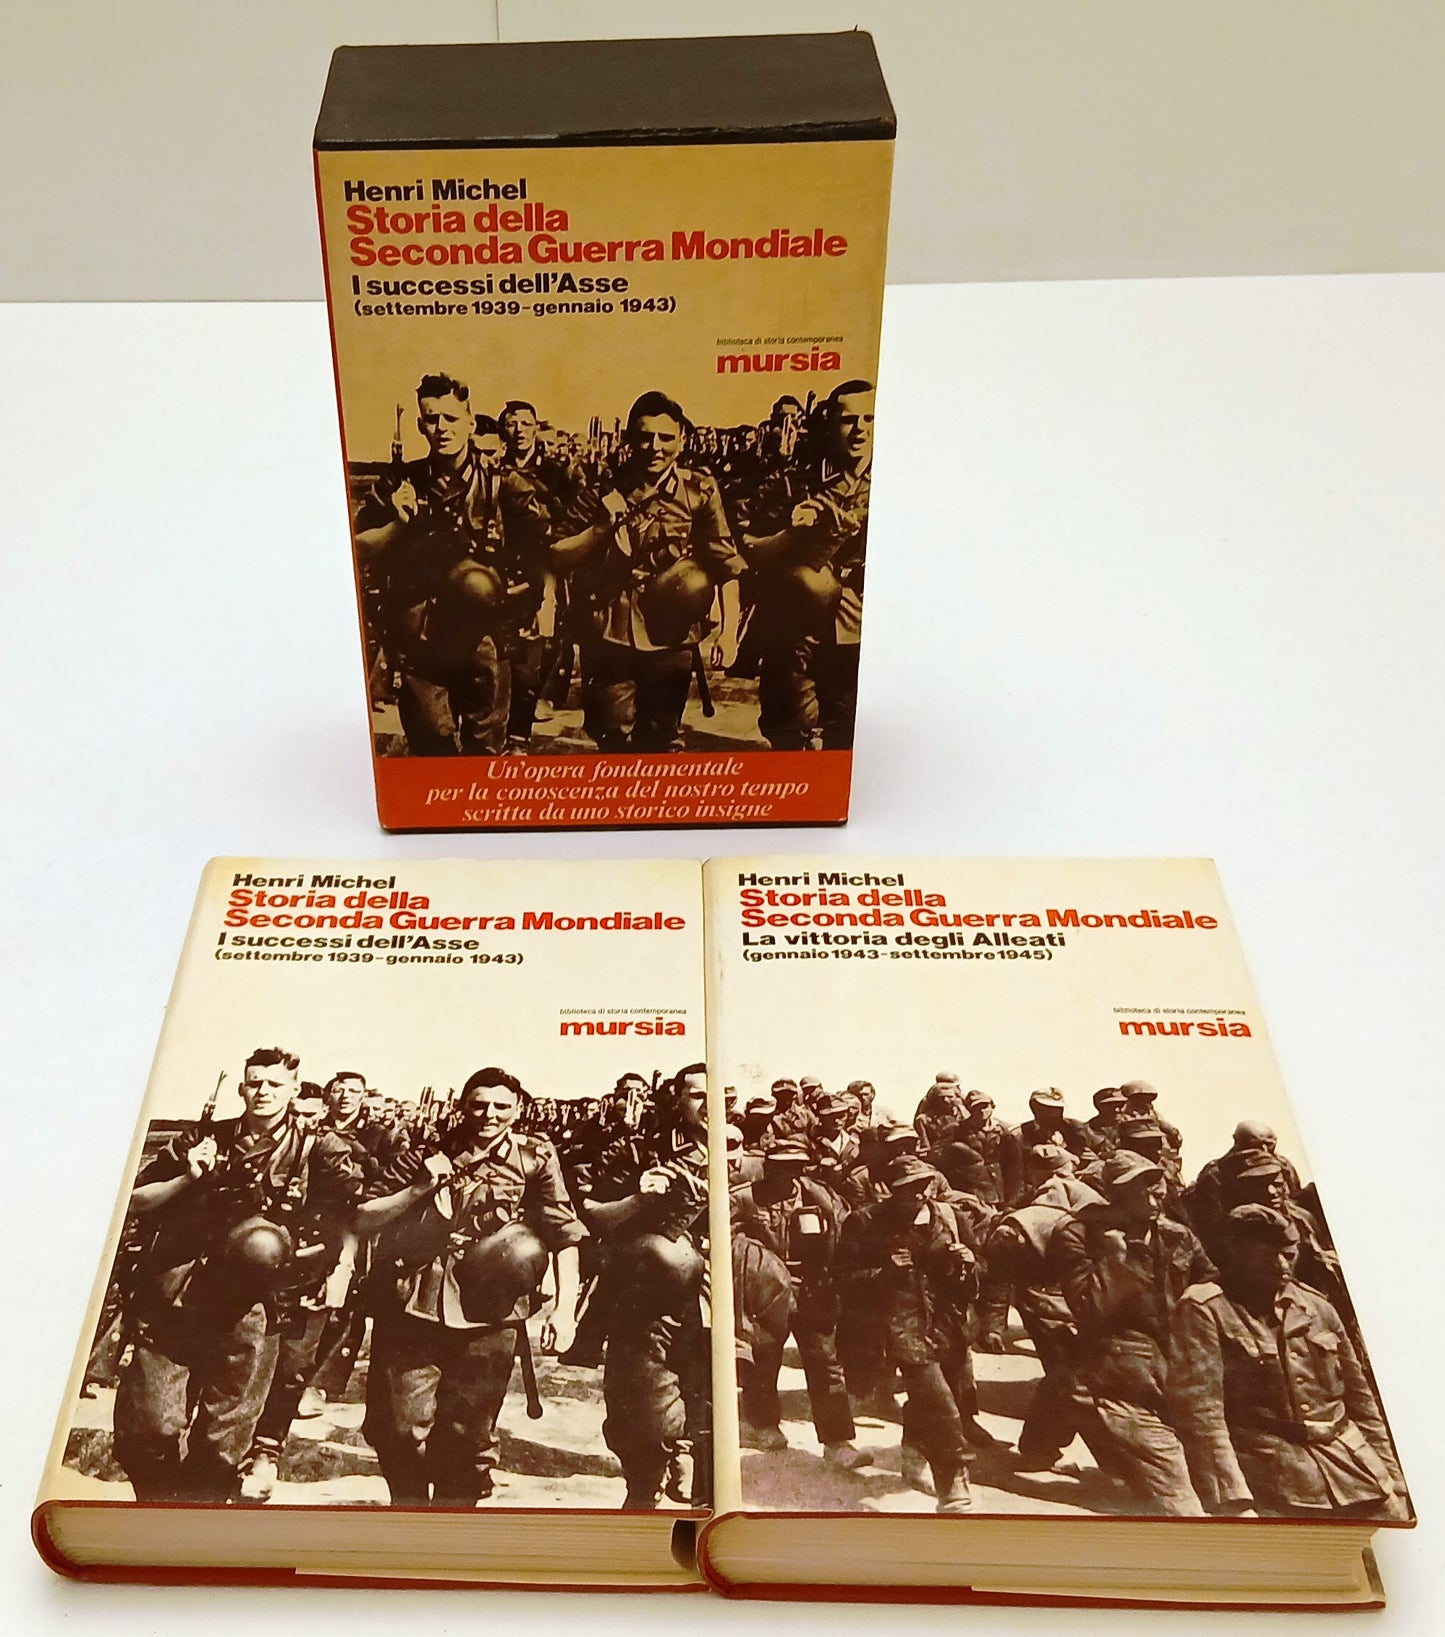 Henri Michel
Storia della
Seconda Guerra Mondiale
I successi dell'Asse
(settembre 1939-gennaio 1943)
biblioteca di storia contemporanea
mursia
Un'opera fondamentale
per la conoscenza del nostro tempo
scritta da uno storico insigne
Henri Michel
Storia della
Seconda Guerra Mondiale
I successi dell'Asse
(settembre 1939-gennaio 1943)
biblioteca di storia contemporanea
mursia
Henri Michel
Storia della
Seconda Guerra Mondiale
La vittoria degli Alleati
(gennaio 1943-settembre 1945)
biblioteca di storia contemporanea
mursia